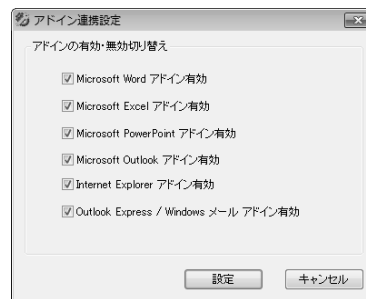 アドイン連携設定
アドインの有効・無効切り替え
Microsoft Word アドイン有効
Microsoft Excel アドイン有効
Microsoft PowerPoint アドイン有効
Microsoft Outlook アドイン有効
Internet Explorer アドイン有効
Outlook Express / Windows メール アドイン有効
設定
キャンセル